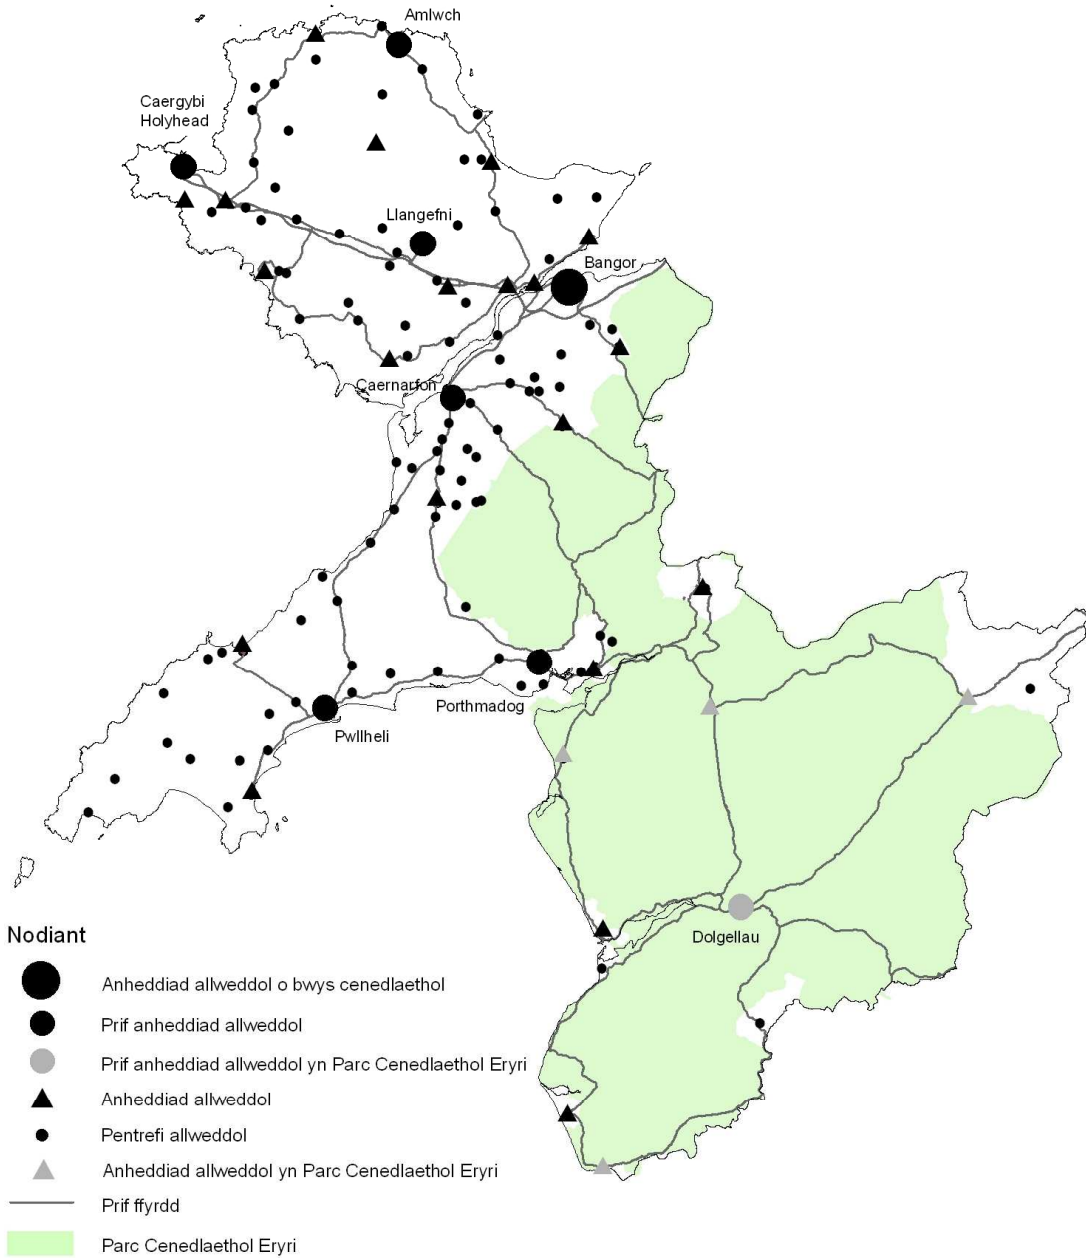 Amlwch
Caergybi
Holyhead
Llangefni
Bangor
Caernarfon
Porthmadog
Pwllheli
Dolgellau
Nodiant
Anheddiad allweddol o bwys cenedlaethol
Prif anheddiad allweddol
Prif anheddiad allweddol yn Parc Cenedlaethol Eryri
Anheddiad allweddol
Pentrefi allweddol
Anheddiad allweddol yn Parc Cenedlaethol Eryri
Prif ffyrdd
Parc Cenedlaethol Eryri